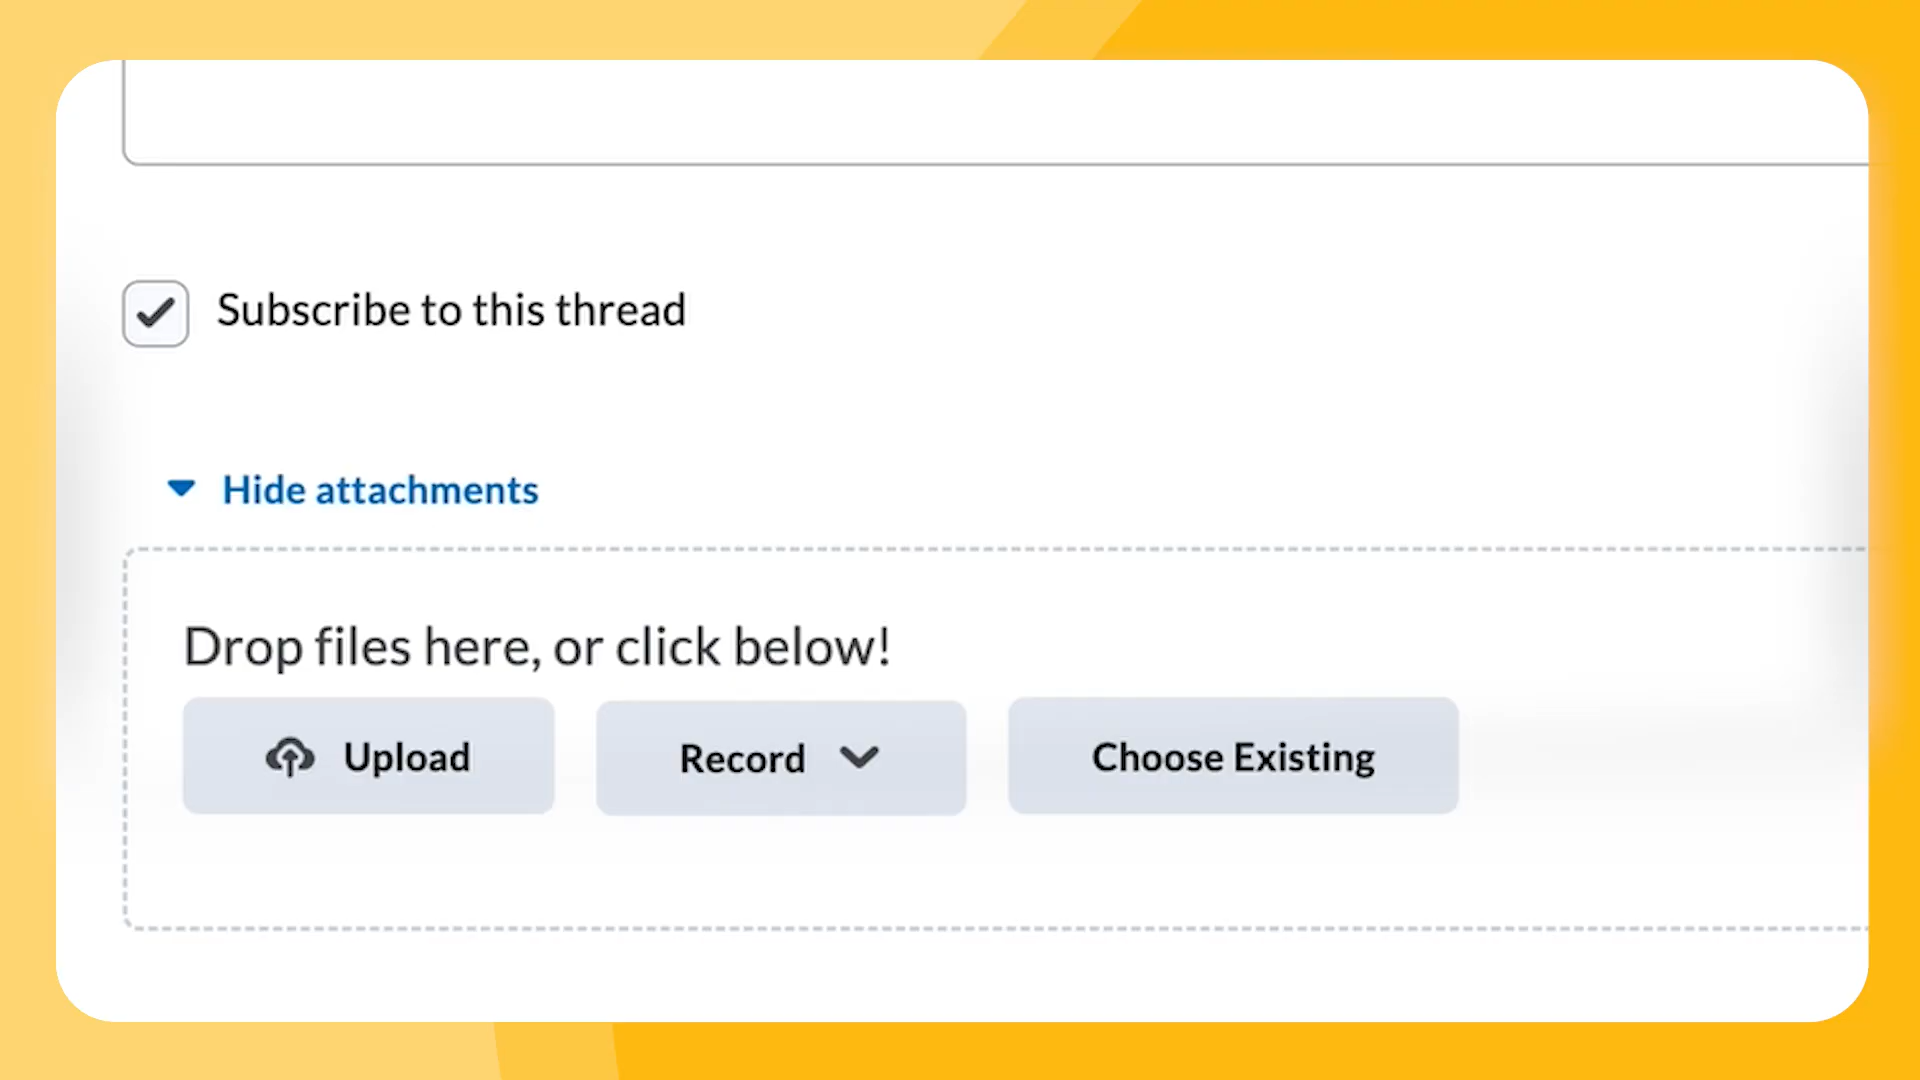 Subscribe to this thread
Hide attachments
Drop files here, or click below!
Upload
Record
Choose Existing